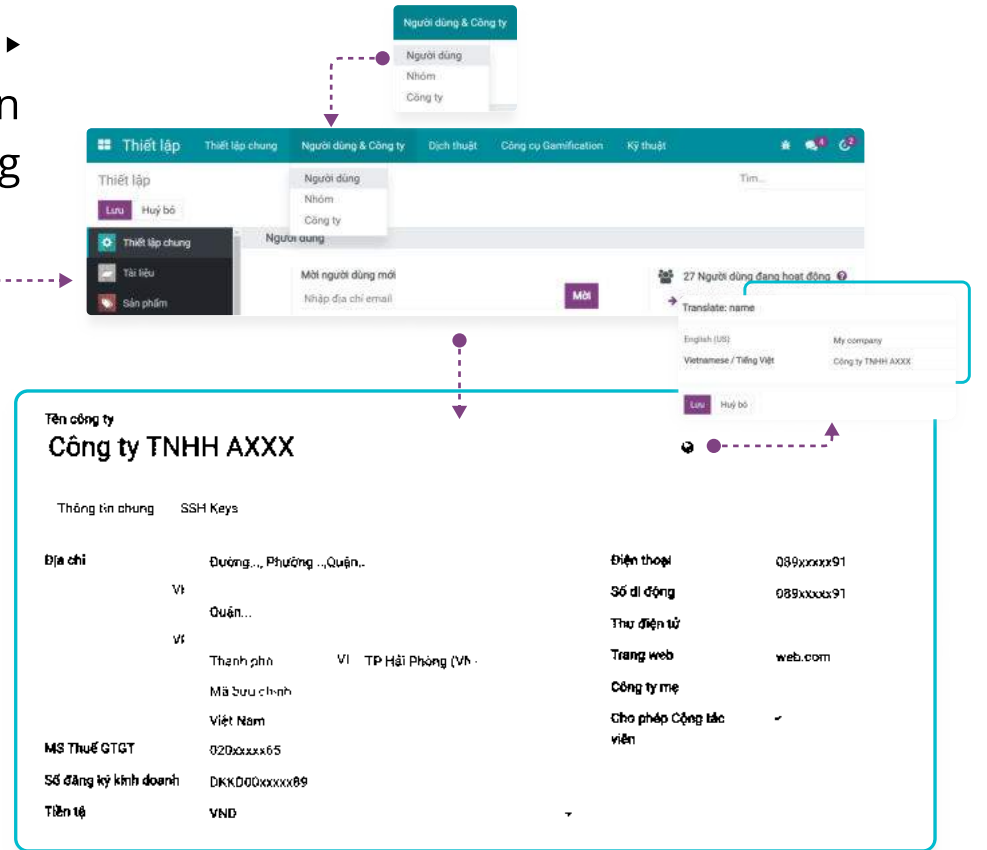 Người dùng & Công ty
Người dùng
Nhóm
Công ty
n
g
Thiết lập Thiết lập chung Người dùng & Công ty Dịch thuật Công cụ Gamification Kỹ thuật 4 2
Thiết lập Người dùng Tìm...
Lưu Huỷ bỏ Nhóm
Công ty
Thiết lập chung Người dùng
Tài liệu Mời người dùng mới 27 Người dùng đang hoạt động
Sản phẩm Nhập địa chỉ email Mời
Translate: name
English (US) My company
Vietnamese / Tiếng Việt Công ty TNHH AXXX
Lưu Huỷ bỏ
Tên công ty
Công ty TNHH AXXX
Thông tin chung SSH Keys
Địa chỉ Đường..., Phường ..,Quận,.
Quận...
Thành phố VI TP Hải Phòng (VN
Mã bưu chính
Việt Nam
MS Thuế GTGT 020xxxxx65
Số đăng ký kinh doanh DKKD00xxxxx89
Tiền tệ VND
Điện thoại 089xxxxx91
Số di động 089xxxxx91
Thư điện tử
Trang web web.com
Công ty mẹ
Cho phép Cộng tác
viên